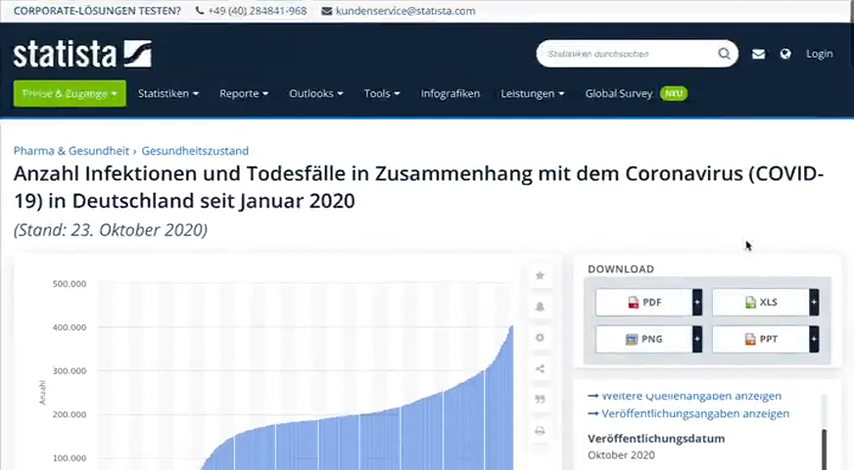 CORPORATE-LÖSUNGEN TESTEN? +49 (40) 284841-968 kundenservice@statista.com
statista Statistiken durchsuchen Login
Preise & Zugänge Statistiken Reporte Outlooks Tools Infografiken Leistungen Global Survey NEU
Pharma & Gesundheit › Gesundheitszustand
Anzahl Infektionen und Todesfälle in Zusammenhang mit dem Coronavirus (COVID-
19) in Deutschland seit Januar 2020
(Stand: 23. Oktober 2020)
DOWNLOAD
PDF + XLS +
PNG + PPT +
500.000
400.000
300.000
200.000
100.000
Anzahl
→ Weitere Quellenangaben anzeigen
→ Veröffentlichungsangaben anzeigen
Veröffentlichungsdatum
Oktober 2020